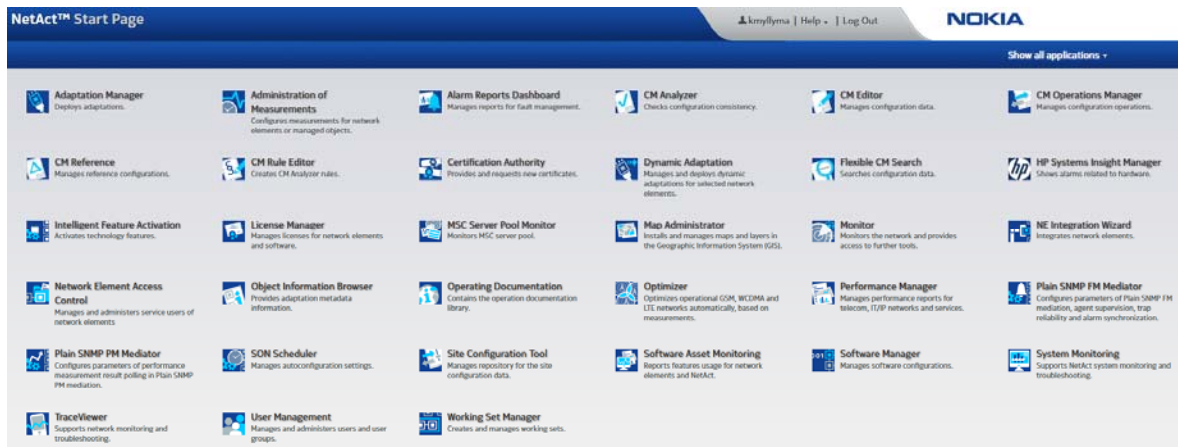 NetAct™ Start Page
kmyllyma | Help | Log Out
NOKIA
Show all applications
Adaptation Manager
Deploys adaptations.
Administration of
Measurements
Configures measurements for network
elements or managed objects.
Alarm Reports Dashboard
Manages reports for fault management.
CM Analyzer
Checks configuration consistency.
CM Editor
Manages configuration data.
CM Operations Manager
Manages configuration operations.
CM Reference
Manages reference configurations.
CM Rule Editor
Creates CM Analyzer rules.
Certification Authority
Provides and requests new certificates.
Dynamic Adaptation
Manages and deploys dynamic
adaptations for selected network
elements.
Flexible CM Search
Searches configuration data.
hp
HP Systems Insight Manager
Shows alarms related to hardware.
Intelligent Feature Activation
Activates technology features.
License Manager
Manages licenses for network elements
and software.
MSC Server Pool Monitor
Monitors MSC server pool.
Map Administrator
Installs and manages maps and layers in
the Geographic Information System (GIS).
Monitor
Monitors the network and provides
access to further tools.
NE Integration Wizard
Integrates network elements.
Network Element Access
Control
Manages and administers service users of
network elements
Object Information Browser
Provides adaptation metadata
information.
Operating Documentation
Contains the operation documentation
library.
Optimizer
Optimizes operational GSM, WCDMA and
LTE networks automatically, based on
measurements.
Performance Manager
Manages performance reports for
telecom, IT/IP networks and services.
Plain SNMP FM Mediator
Configures parameters of Plain SNMP FM
mediation, agent supervision, trap
reliability and alarm synchronization.
Plain SNMP PM Mediator
Configures parameters of performance
measurement result polling in Plain SNMP
PM mediation.
SON Scheduler
Manages autoconfiguration settings.
Site Configuration Tool
Manages repository for the site
configuration data.
Software Asset Monitoring
Reports features usage for network
elements and NetAct.
Software Manager
Manages software configurations.
System Monitoring
Supports NetAct system monitoring and
troubleshooting.
TraceViewer
Supports network monitoring and
troubleshooting.
User Management
Manages and administers users and user
groups.
Working Set Manager
Creates and manages working sets.